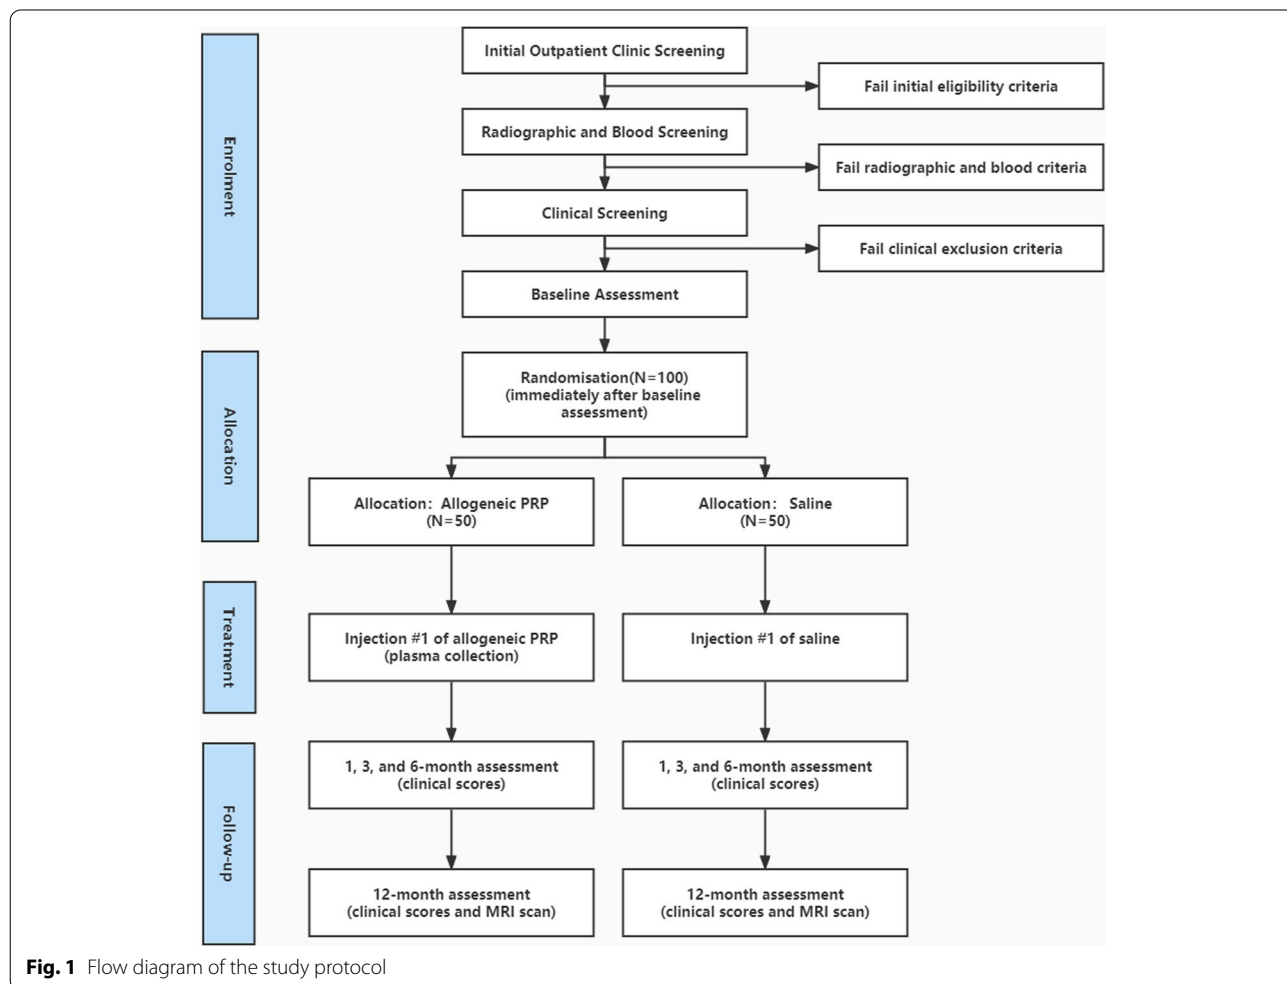 Initial Outpatient Clinic Screening
Fail initial eligibility criteria
Enrolment
Radiographic and Blood Screening
Fail radiographic and blood criteria
Clinical Screening
Fail clinical exclusion criteria
Baseline Assessment
Allocation
Randomisation(N=100)
(immediately after baseline
assessment)
Allocation: Allogeneic PRP
(N=50)
Allocation: Saline
(N=50)
Treatment
Injection #1 of allogeneic PRP
(plasma collection)
Injection #1 of saline
Follow-up
1, 3, and 6-month assessment
(clinical scores)
1, 3, and 6-month assessment
(clinical scores)
12-month assessment
(clinical scores and MRI scan)
12-month assessment
(clinical scores and MRI scan)
Fig. 1 Flow diagram of the study protocol